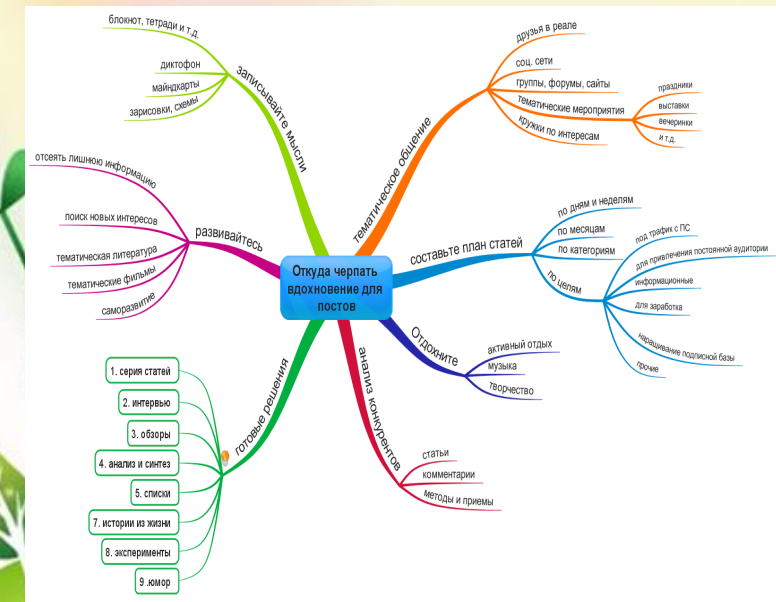 Откуда черпать
вдохновение для
постов
записывайте мысли
блокнот, тетради и т.д.
диктофон
майндкарты
зарисовки, схемы
тематическое общение
друзья в реале
соц. сети
группы, форумы, сайты
тематические мероприятия
праздники
выставки
вечеринки
и т.д.
кружки по интересам
развивайтесь
отсеять лишнюю информацию
поиск новых интересов
тематическая литература
тематические фильмы
саморазвитие
составьте план статей
по дням и неделям
по месяцам
по категориям
по целям
под трафик с ПС
для привлечения постоянной аудитории
информационные
для заработка
наращивание подписной базы
прочие
Отдохните
активный отдых
музыка
творчество
анализ конкурентов
статьи
комментарии
методы и приемы
готовые решения
1. серия статей
2. интервью
3. обзоры
4. анализ и синтез
5. списки
7. истории из жизни
8. эксперименты
9 .юмор